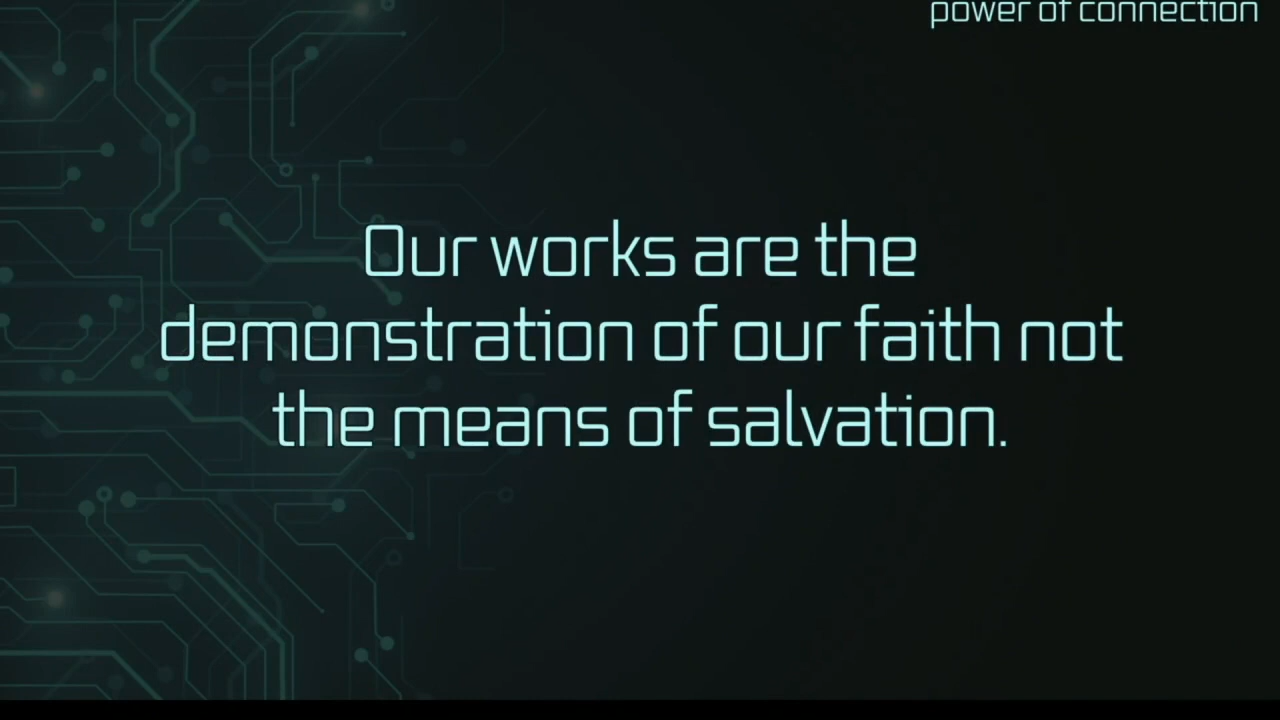 power of connection
Our works are the
demonstration of our faith not
the means of salvation.